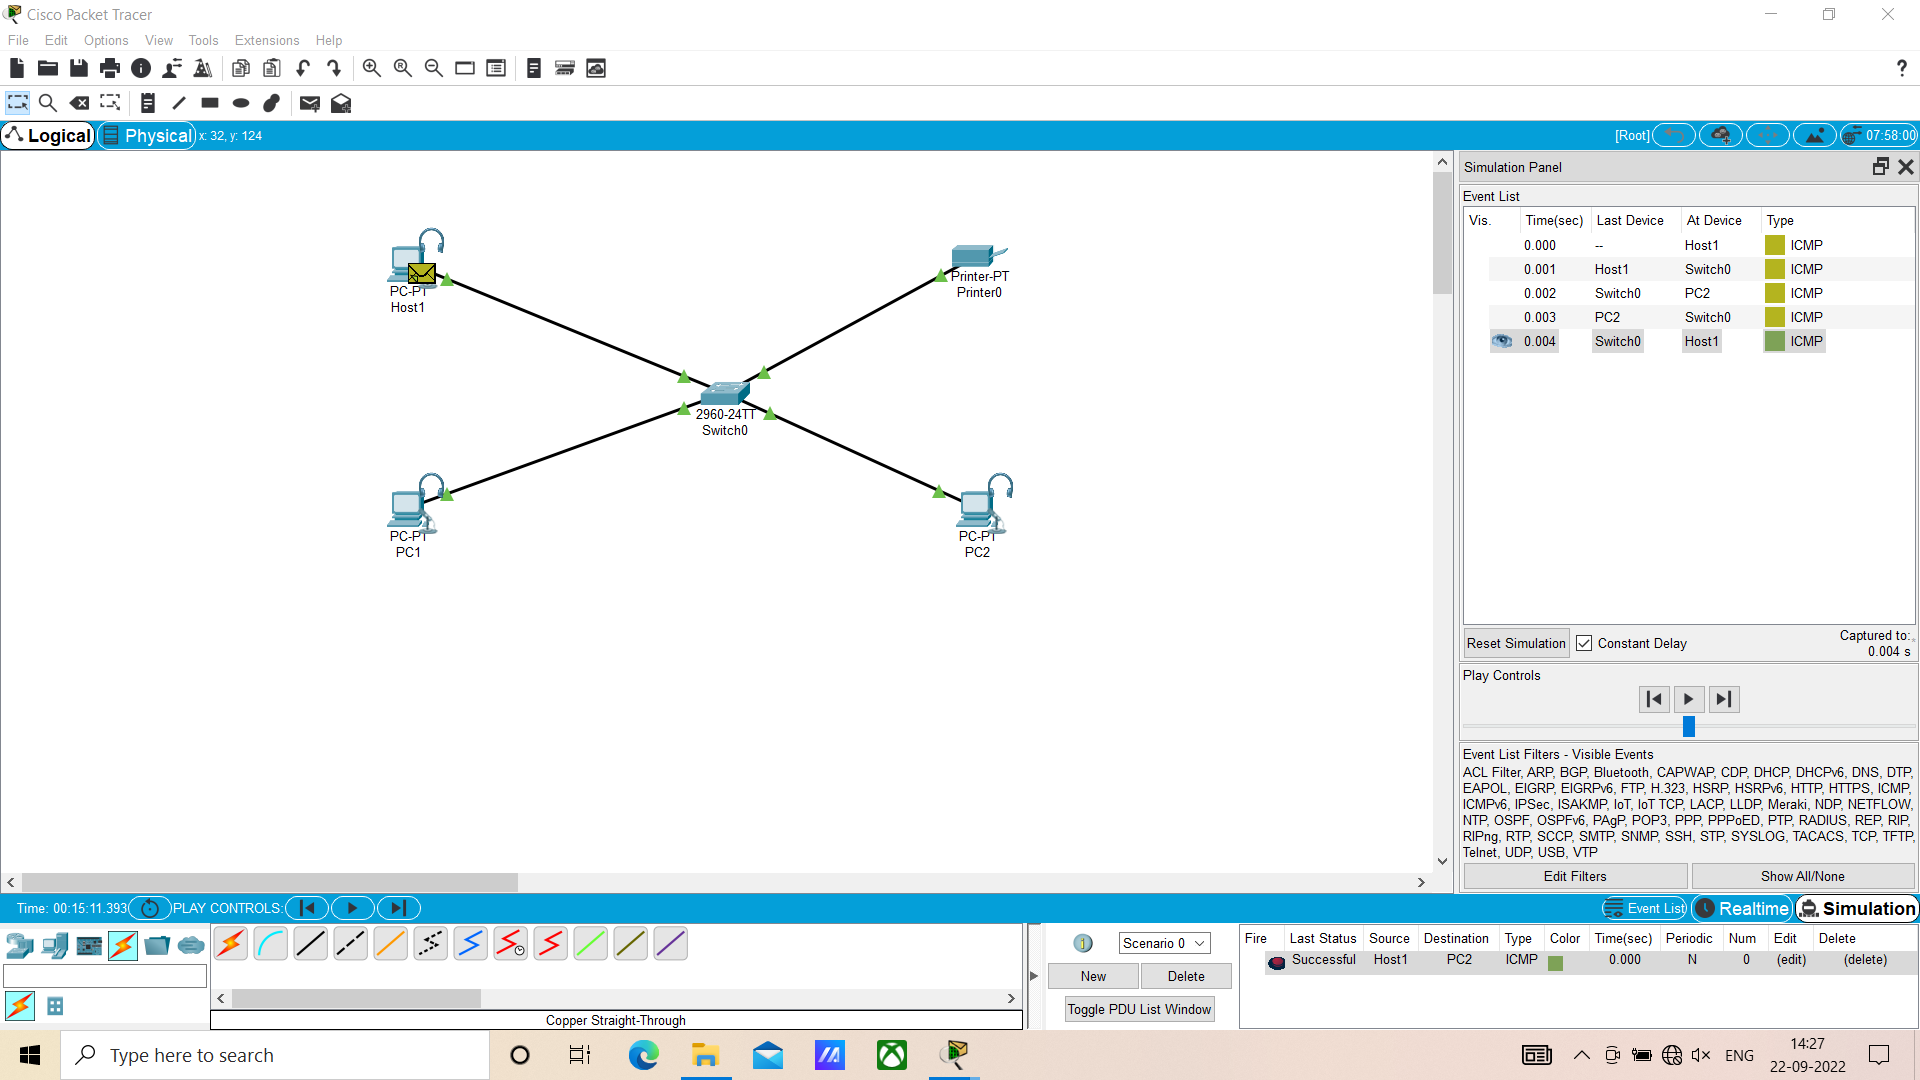 Cisco Packet Tracer
File Edit Options View Tools Extensions Help
?
Logical Physical x: 32, y: 124 [Root] 07:58:00
Simulation Panel
Event List
Vis. Time(sec) Last Device At Device Type
0.000 -- Host1 ICMP
0.001 Host1 Switch0 ICMP
0.002 Switch0 PC2 ICMP
0.003 PC2 Switch0 ICMP
0.004 Switch0 Host1 ICMP
PC-PT
Host1
Printer-PT
Printer0
2960-24TT
Switch0
PC-PT
PC1
PC-PT
PC2
Reset Simulation Constant Delay Captured to:
0.004 s
Play Controls
Event List Filters - Visible Events
ACL Filter, ARP, BGP, Bluetooth, CAPWAP, CDP, DHCP, DHCPv6, DNS, DTP,
EAPOL, EIGRP, EIGRPv6, FTP, H.323, HSRP, HSRPv6, HTTP, HTTPS, ICMP,
ICMPv6, IPSec, ISAKMP, IoT, IoT TCP, LACP, LLDP, Meraki, NDP, NETFLOW,
NTP, OSPF, OSPFv6, PAgP, POP3, PPP, PPPoED, PTP, RADIUS, REP, RIP,
RIPng, RTP, SCCP, SMTP, SNMP, SSH, STP, SYSLOG, TACACS, TCP, TFTP,
Telnet, UDP, USB, VTP
Edit Filters Show All/None
Time: 00:15:11.393 PLAY CONTROLS: Event List Realtime Simulation
1 Scenario 0
New Delete
Toggle PDU List Window
Fire Last Status Source Destination Type Color Time(sec) Periodic Num Edit Delete
Successful Host1 PC2 ICMP 0.000 N 0 (edit) (delete)
Copper Straight-Through
Type here to search
ENG
14:27
22-09-2022